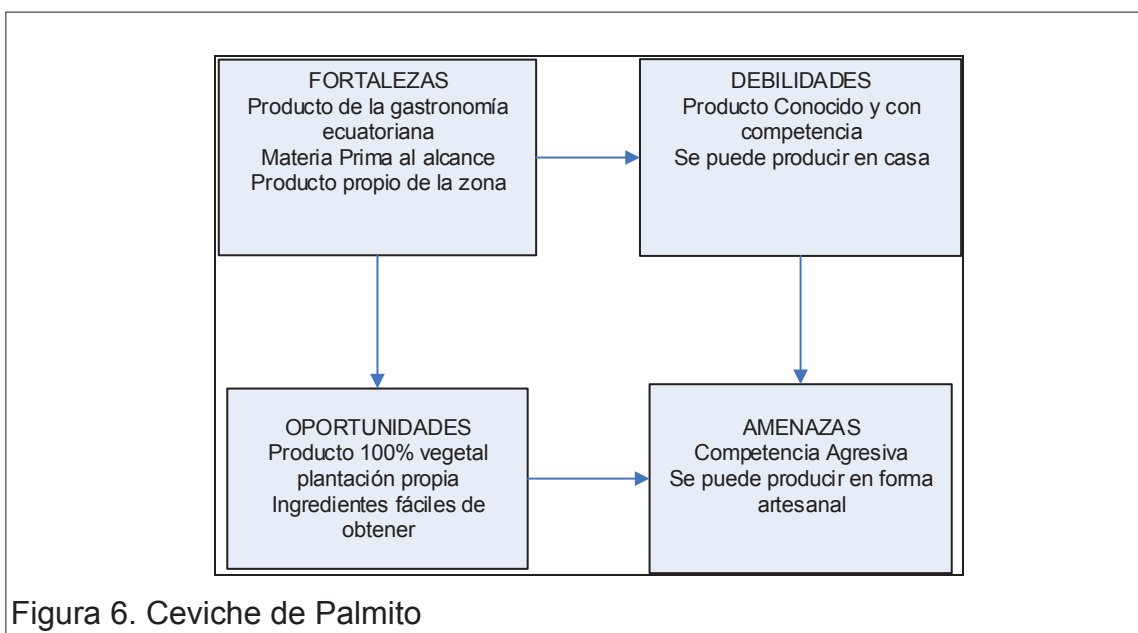 FORTALEZAS
Producto de la gastronomía
ecuatoriana
Materia Prima al alcance
Producto propio de la zona
DEBILIDADES
Producto Conocido y con
competencia
Se puede producir en casa
OPORTUNIDADES
Producto 100% vegetal
plantación propia
Ingredientes fáciles de
obtener
AMENAZAS
Competencia Agresiva
Se puede producir en forma
artesanal
Figura 6. Ceviche de Palmito